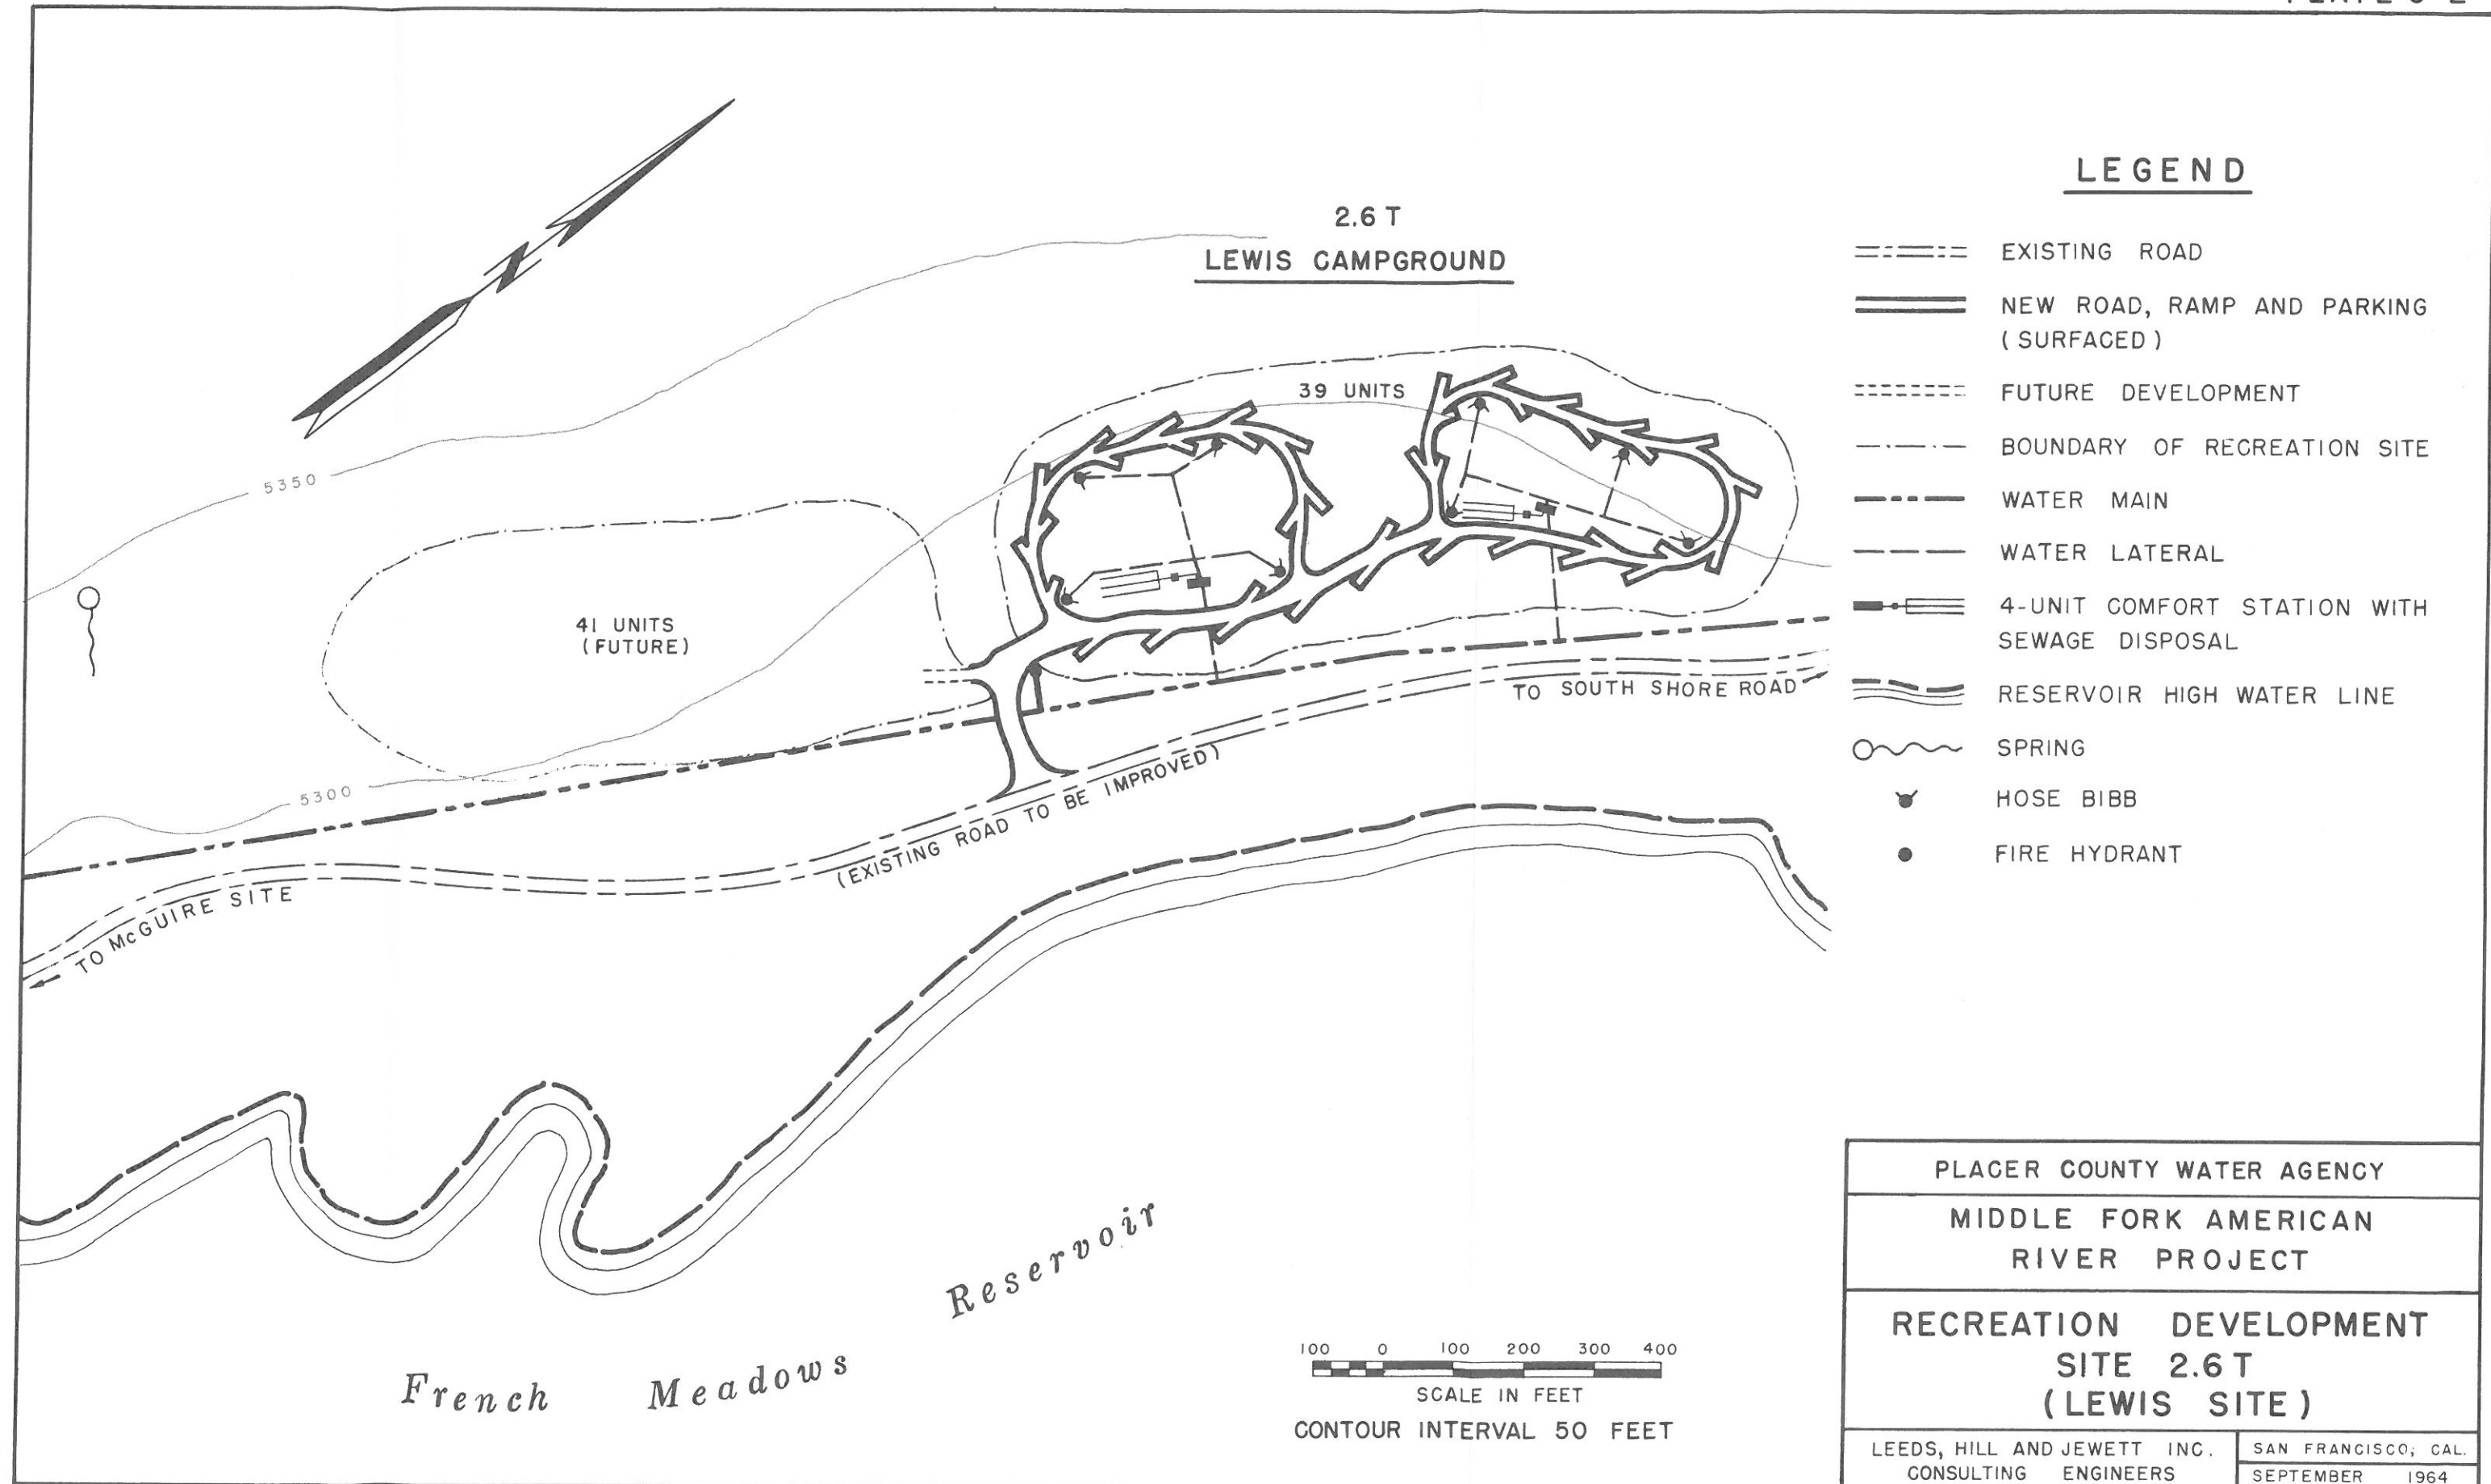 2.6 T
LEWIS CAMPGROUND
N
39 UNITS
5350
41 UNITS
(FUTURE)
5300
TO SOUTH SHORE ROAD
(EXISTING ROAD TO BE IMPROVED)
TO McGUIRE SITE
French Meadows Reservoir
100 0 100 200 300 400
SCALE IN FEET
CONTOUR INTERVAL 50 FEET
LEGEND
EXISTING ROAD
NEW ROAD, RAMP AND PARKING
(SURFACED)
FUTURE DEVELOPMENT
BOUNDARY OF RECREATION SITE
WATER MAIN
WATER LATERAL
4-UNIT COMFORT STATION WITH
SEWAGE DISPOSAL
RESERVOIR HIGH WATER LINE
SPRING
HOSE BIBB
FIRE HYDRANT
PLACER COUNTY WATER AGENCY
MIDDLE FORK AMERICAN
RIVER PROJECT
RECREATION DEVELOPMENT
SITE 2.6 T
(LEWIS SITE)
LEEDS, HILL AND JEWETT INC.
CONSULTING ENGINEERS
SAN FRANCISCO, CAL.
SEPTEMBER 1964